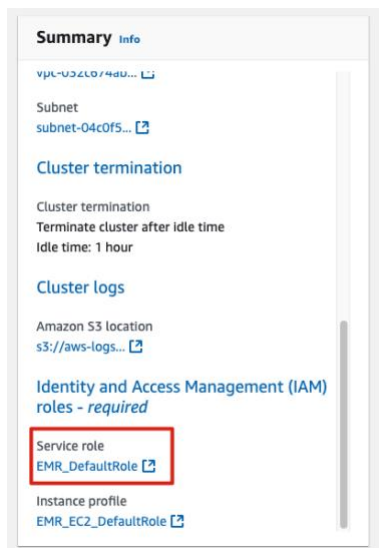 Summary Info
vpc-032c674ab...
Subnet
subnet-04c0f5...
Cluster termination
Cluster termination
Terminate cluster after idle time
Idle time: 1 hour
Cluster logs
Amazon S3 location
s3://aws-logs...
Identity and Access Management (IAM)
roles - required
Service role
EMR_DefaultRole
Instance profile
EMR_EC2_DefaultRole